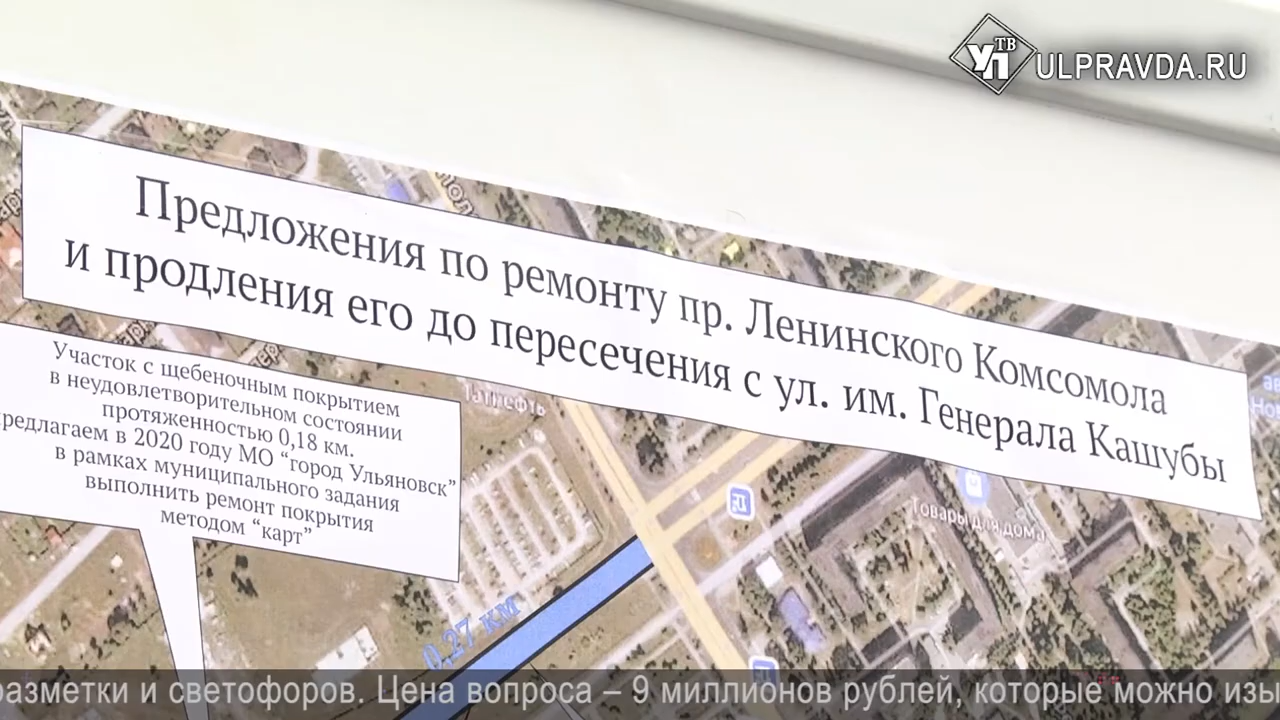 УП ТВ
ULPRAVDA.RU
Предложения по ремонту пр. Ленинского Комсомола
и продления его до пересечения с ул. им. Генерала Кашубы
Участок с щебеночным покрытием
в неудовлетворительном состоянии
протяженностью 0,18 км.
редлагаем в 2020 году МО “город Ульяновск”
в рамках муниципального задания
выполнить ремонт покрытия
методом “карт”
Татнефть
Товары для дома
0,27 км
разметки и светофоров. Цена вопроса – 9 миллионов рублей, которые можно изы